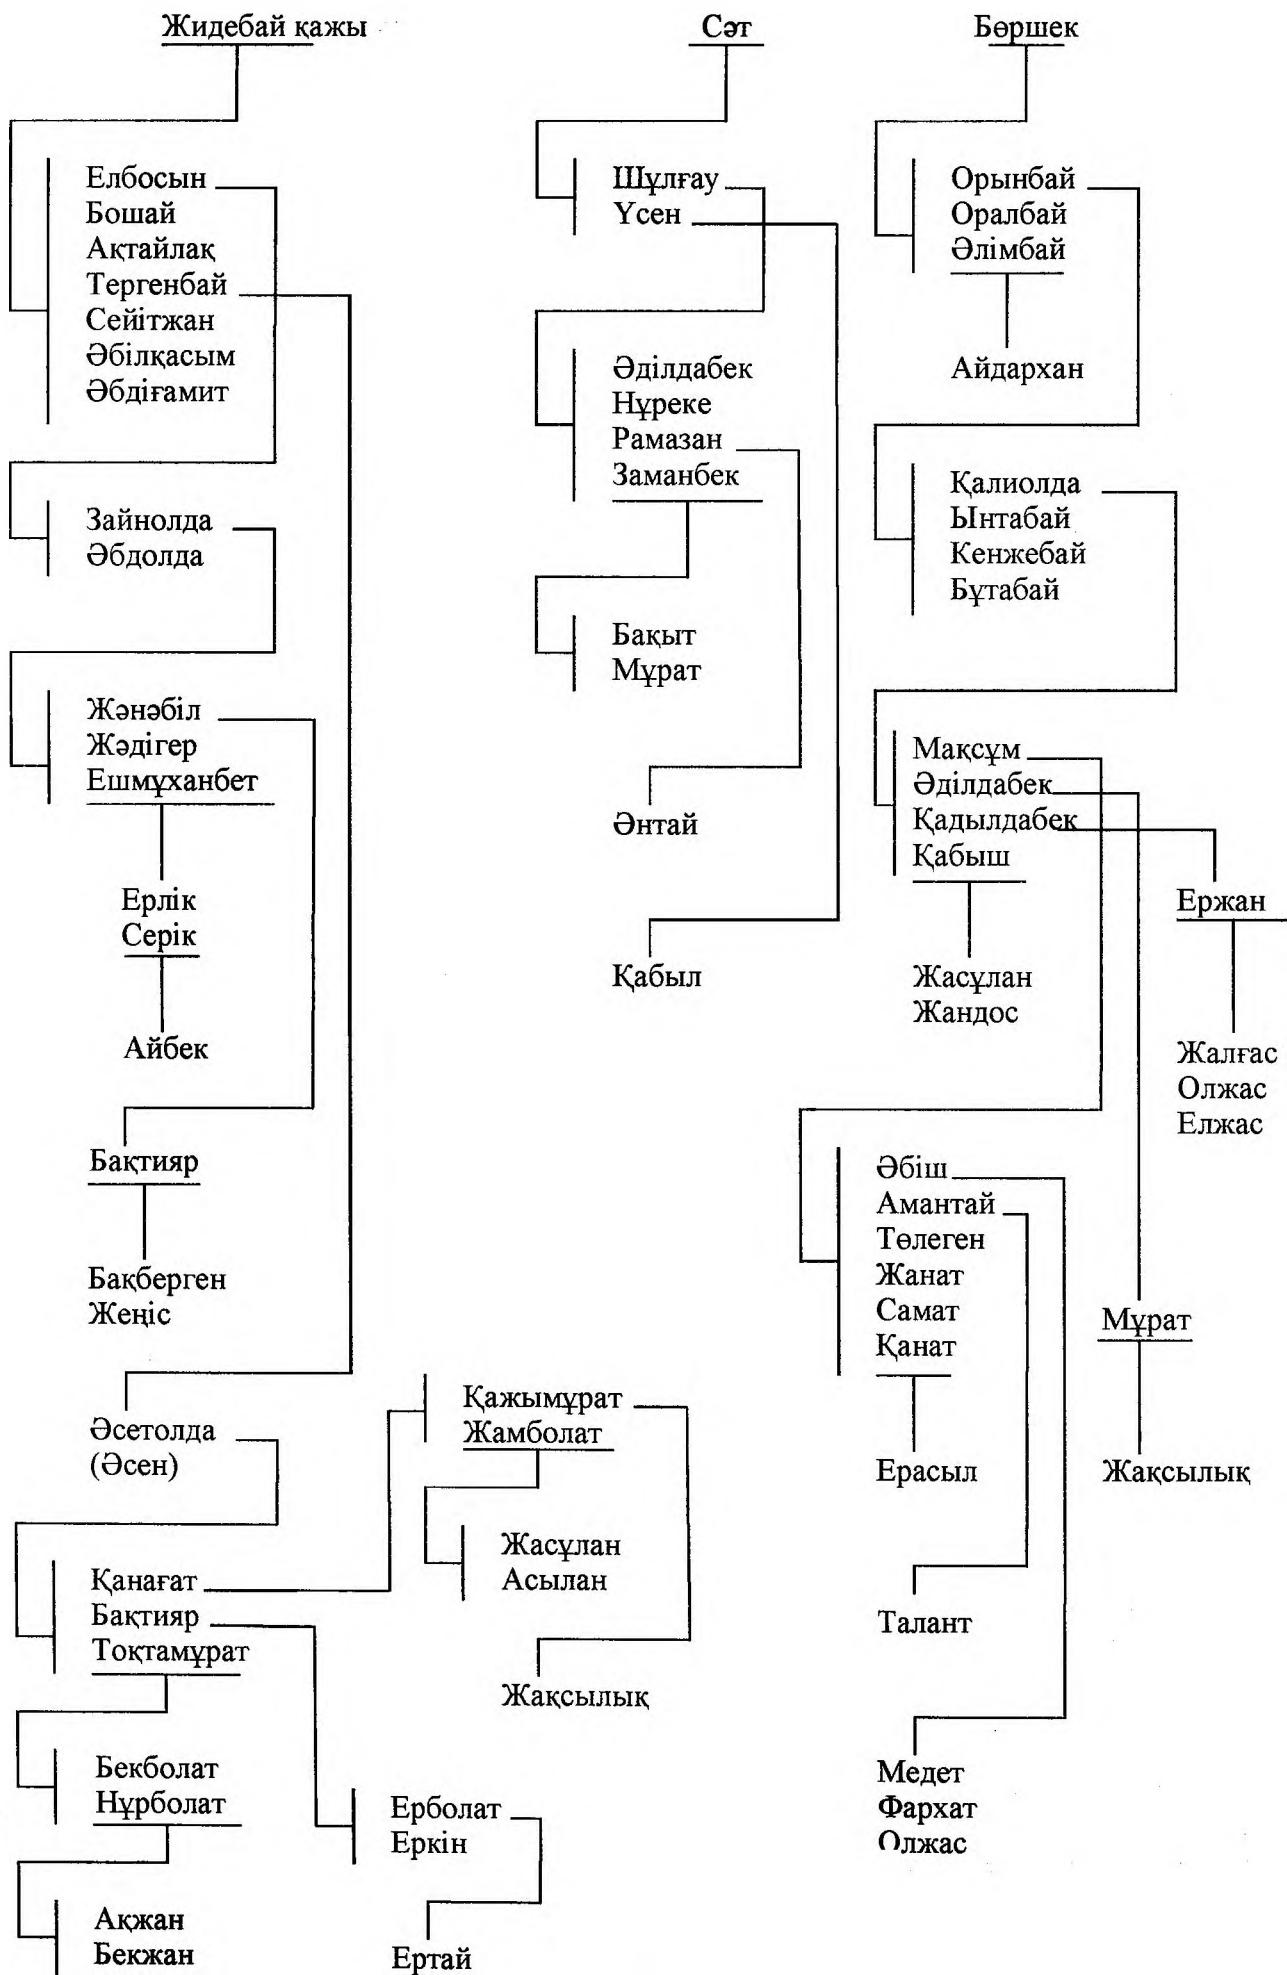 Жидебай қажы
Елбосын
Бошай
Ақтайлақ
Тергенбай
Сейітжан
Әбілқасым
Әбдіғамит
Зайнолда
Әбдолда
Жәнәбіл
Жәдігер
Ешмұханбет
Ерлік
Серік
Айбек
Бақтияр
Бақберген
Жеңіс
Әсетолда
(Әсен)
Қанағат
Бақтияр
Тоқтамұрат
Бекболат
Нұрболат
Ақжан
Бекжан
Қажымұрат
Жамболат
Жасұлан
Асылан
Жақсылық
Ерболат
Еркін
Ертай
Сәт
Шұлғау
Үсен
Әділдабек
Нұреке
Рамазан
Заманбек
Бақыт
Мұрат
Әнтай
Қабыл
Бөршек
Орынбай
Оралбай
Әлімбай
Айдархан
Қалиолда
Ынтабай
Кенжебай
Бұтабай
Мақсұм
Әділдабек
Қадылдабек
Қабыш
Жасұлан
Жандос
Ержан
Жалғас
Олжас
Елжас
Әбіш
Амантай
Төлеген
Жанат
Самат
Қанат
Ерасыл
Мұрат
Жақсылық
Талант
Медет
Фархат
Олжас